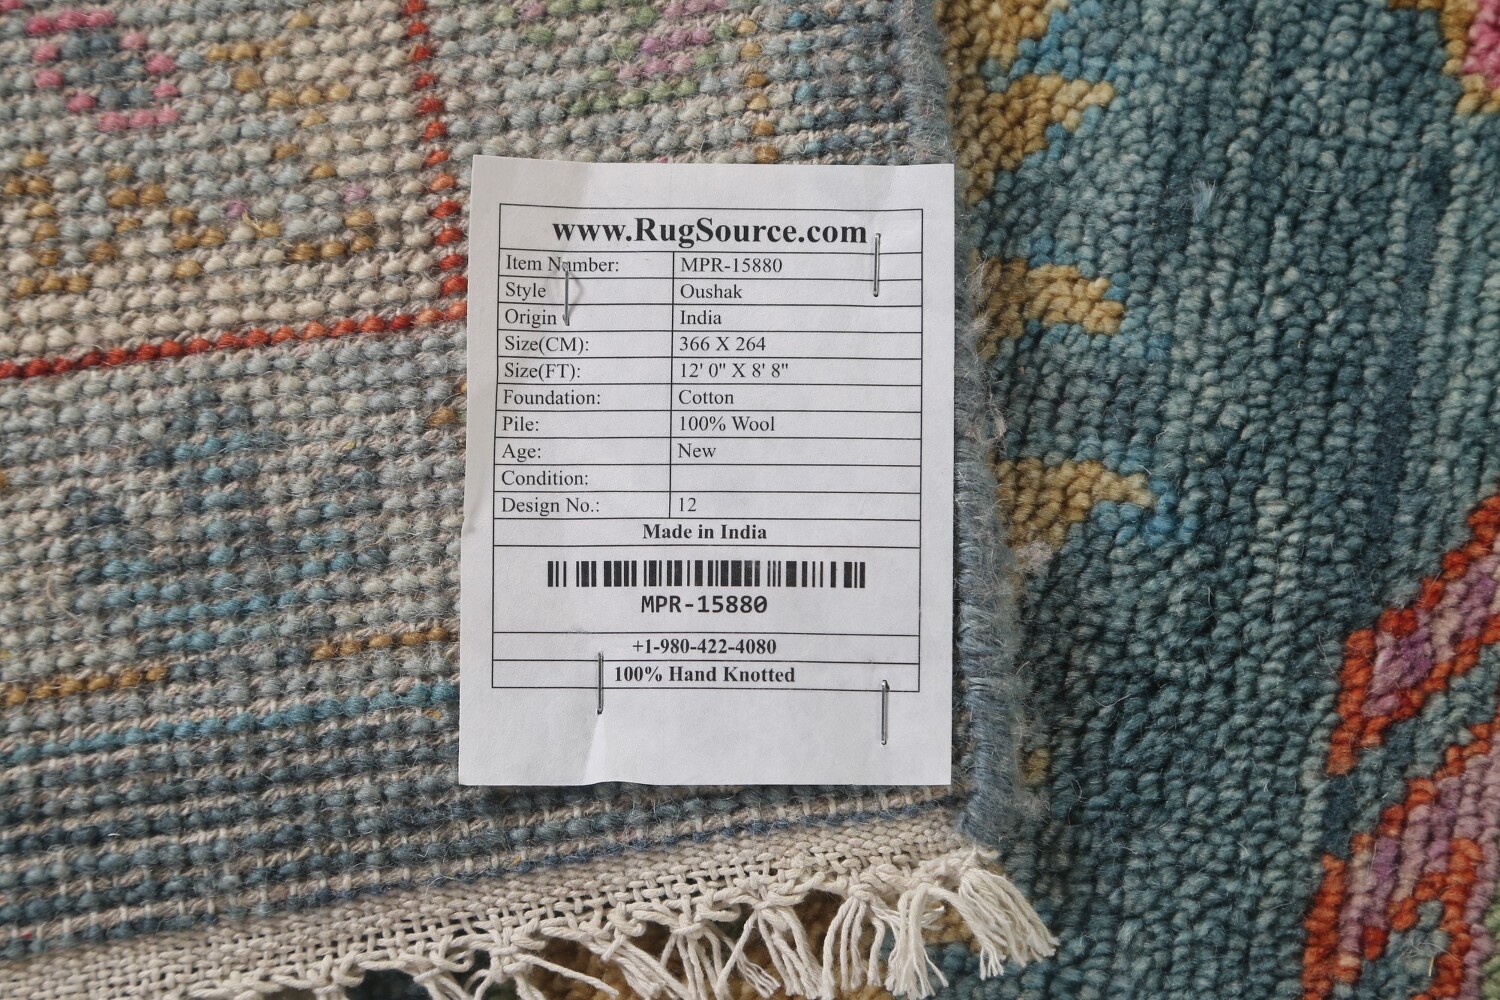 www.RugSource.com
Item Number: MPR-15880
Style Oushak
Origin India
Size(CM): 366 X 264
Size(FT): 12' 0" X 8' 8"
Foundation: Cotton
Pile: 100% Wool
Age: New
Condition:
Design No.: 12
Made in India
MPR-15880
+1-980-422-4080
100% Hand Knotted